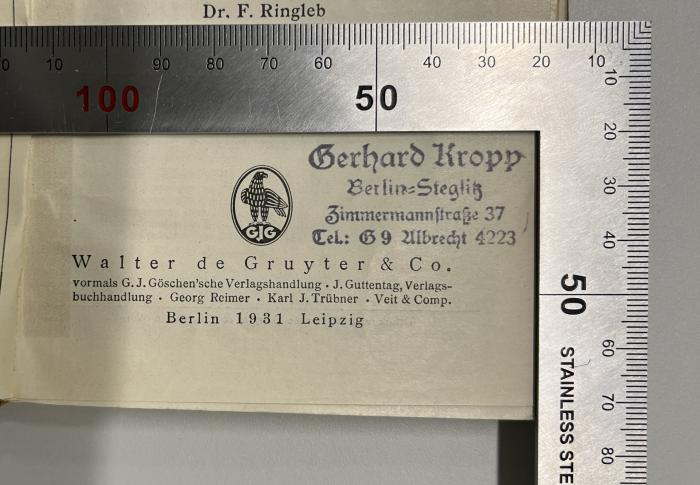 Dr. F. Ringleb
0 10 100 90 80 70 60 50 40 30 20 10
10
20
30
40
50
60
70
80
STAINLESS STE
Gerhard Kropp
Berlin=Steglitz
Zimmermannstraße 37
Tel.: G 9 Albrecht 4223
GJG
Walter de Gruyter & Co.
vormals G. J. Göschen'sche Verlagshandlung · J. Guttentag, Verlags-
buchhandlung · Georg Reimer · Karl J. Trübner · Veit & Comp.
Berlin 1931 Leipzig